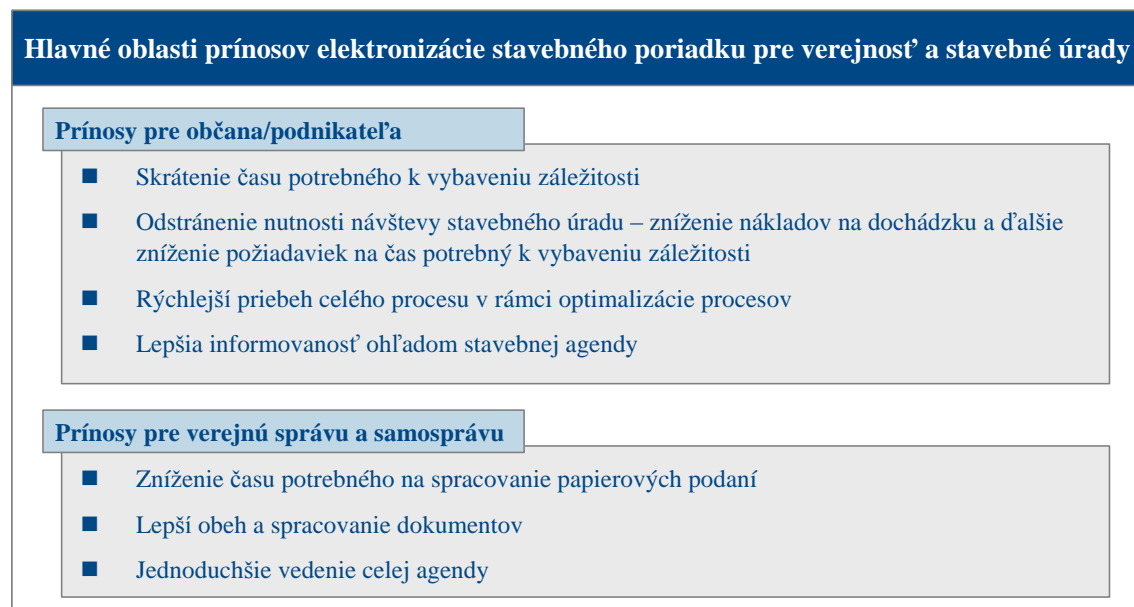 Hlavné oblasti prínosov elektronizácie stavebného poriadku pre verejnosť a stavebné úrady
Prínosy pre občana/podnikateľa
Skrátenie času potrebného k vybaveniu záležitosti
Odstránenie nutnosti návštevy stavebného úradu – zníženie nákladov na dochádzku a ďalšie
zníženie požiadaviek na čas potrebný k vybaveniu záležitosti
Rýchlejší priebeh celého procesu v rámci optimalizácie procesov
Lepšia informovanosť ohľadom stavebnej agendy
Prínosy pre verejnú správu a samosprávu
Zníženie času potrebného na spracovanie papierových podaní
Lepší obeh a spracovanie dokumentov
Jednoduchšie vedenie celej agendy